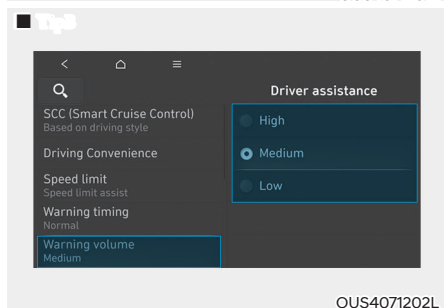 Driver assistance
SCC (Smart Cruise Control)
Based on driving style
Driving Convenience
Speed limit
Speed limit assist
Warning timing
Normal
Warning volume
Medium
High
Medium
Low
OUS4071202L